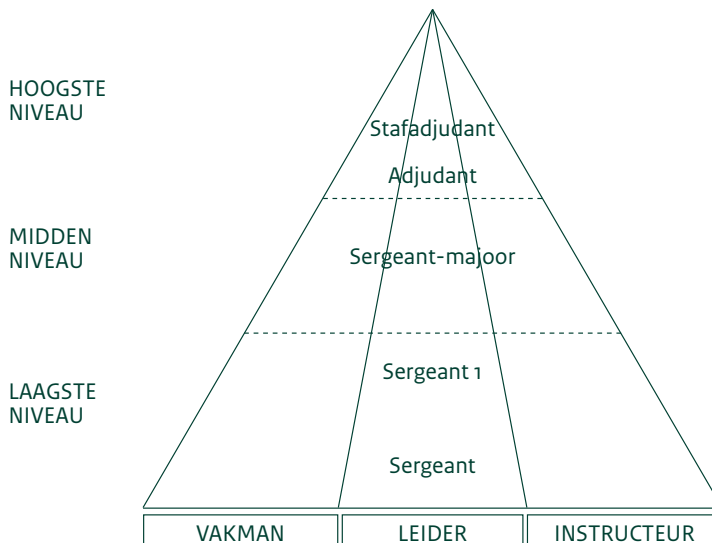 HOOGSTE
NIVEAU
Stafadjudant
Adjudant
MIDDEN
NIVEAU
Sergeant-majoor
LAAGSTE
NIVEAU
Sergeant 1
Sergeant
VAKMAN
LEIDER
INSTRUCTEUR